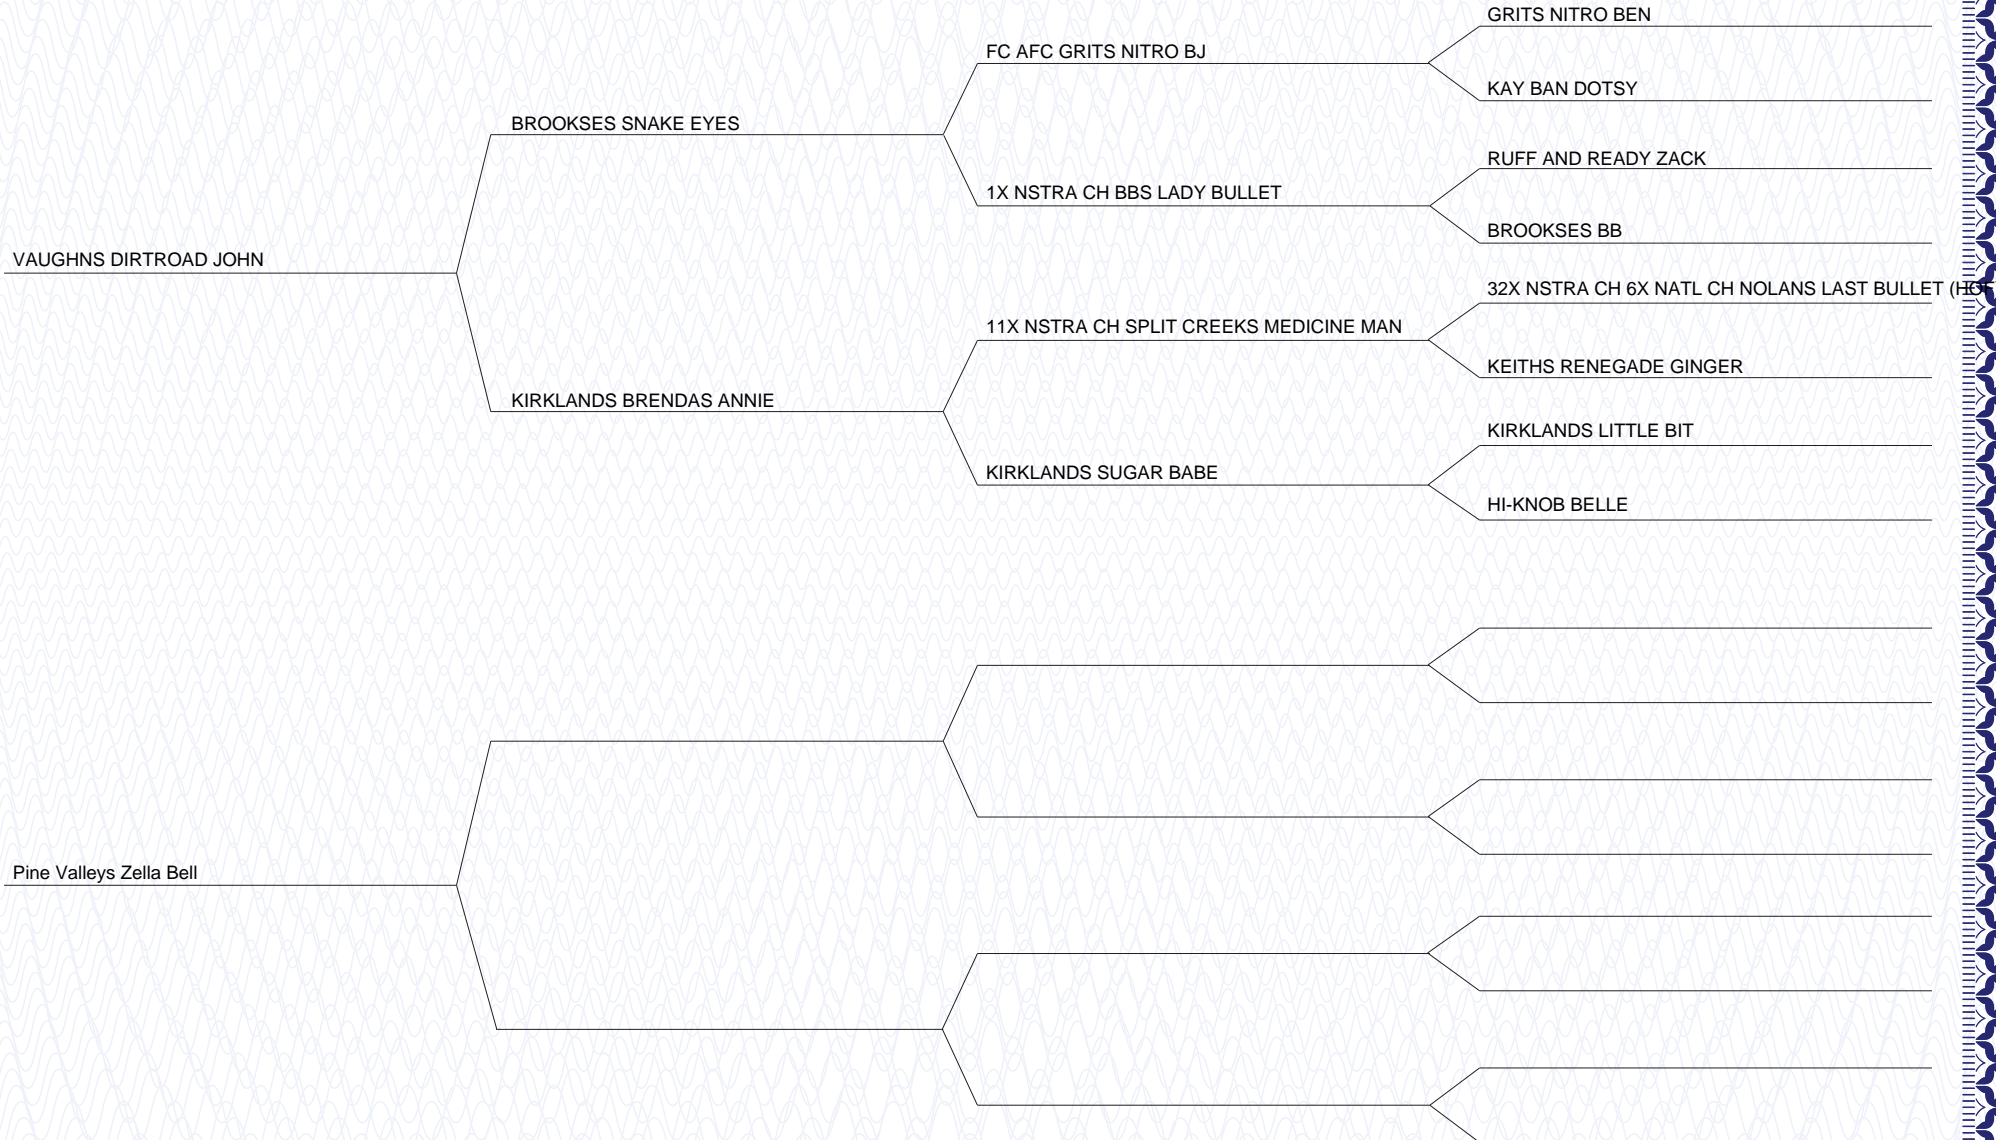 GRITS NITRO BEN
FC AFC GRITS NITRO BJ
KAY BAN DOTSY
BROOKSES SNAKE EYES
RUFF AND READY ZACK
1X NSTRA CH BBS LADY BULLET
BROOKSES BB
VAUGHNS DIRTROAD JOHN
32X NSTRA CH 6X NATL CH NOLANS LAST BULLET (HOF
11X NSTRA CH SPLIT CREEKS MEDICINE MAN
KEITHS RENEGADE GINGER
KIRKLANDS BRENDAS ANNIE
KIRKLANDS LITTLE BIT
KIRKLANDS SUGAR BABE
HI-KNOB BELLE
Pine Valleys Zella Bell